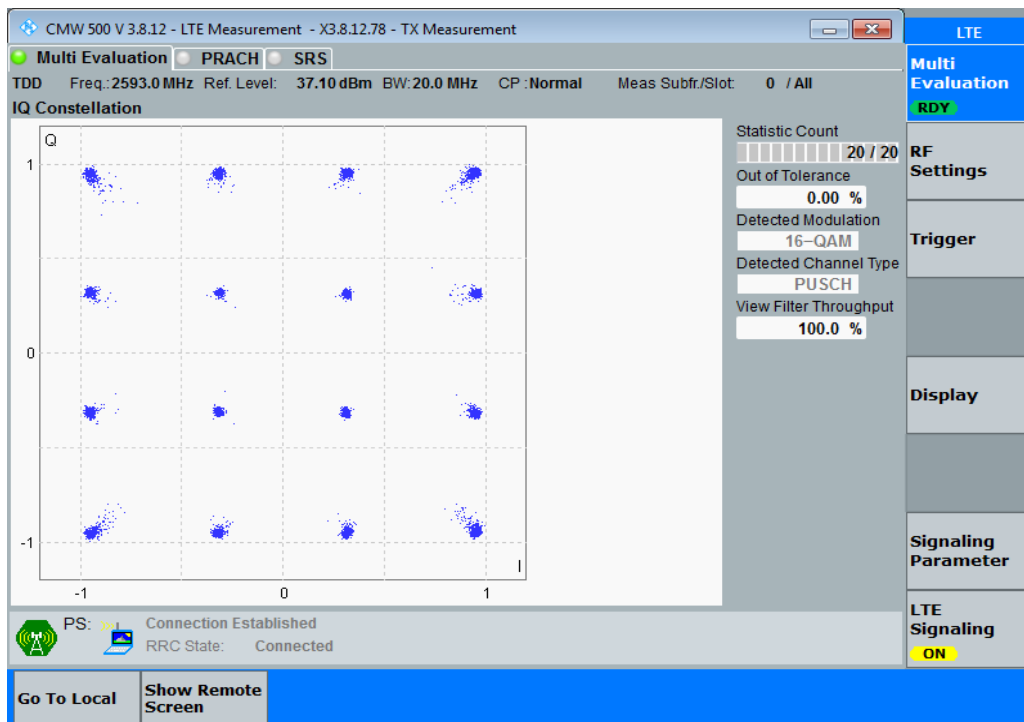 CMW 500 V 3.8.12 - LTE Measurement - X3.8.12.78 - TX Measurement
LTE
Multi Evaluation PRACH SRS
Multi
Evaluation
RDY
TDD Freq.:2593.0 MHz Ref. Level: 37.10 dBm BW:20.0 MHz CP :Normal Meas Subfr./Slot: 0 / All
IQ Constellation
Q
1
0
-1
-1 0 1
I
Statistic Count
20 / 20
Out of Tolerance
0.00 %
Detected Modulation
16-QAM
Detected Channel Type
PUSCH
View Filter Throughput
100.0 %
RF
Settings
Trigger
Display
Signaling
Parameter
LTE
Signaling
ON
PS: Connection Established
RRC State: Connected
Go To Local
Show Remote
Screen